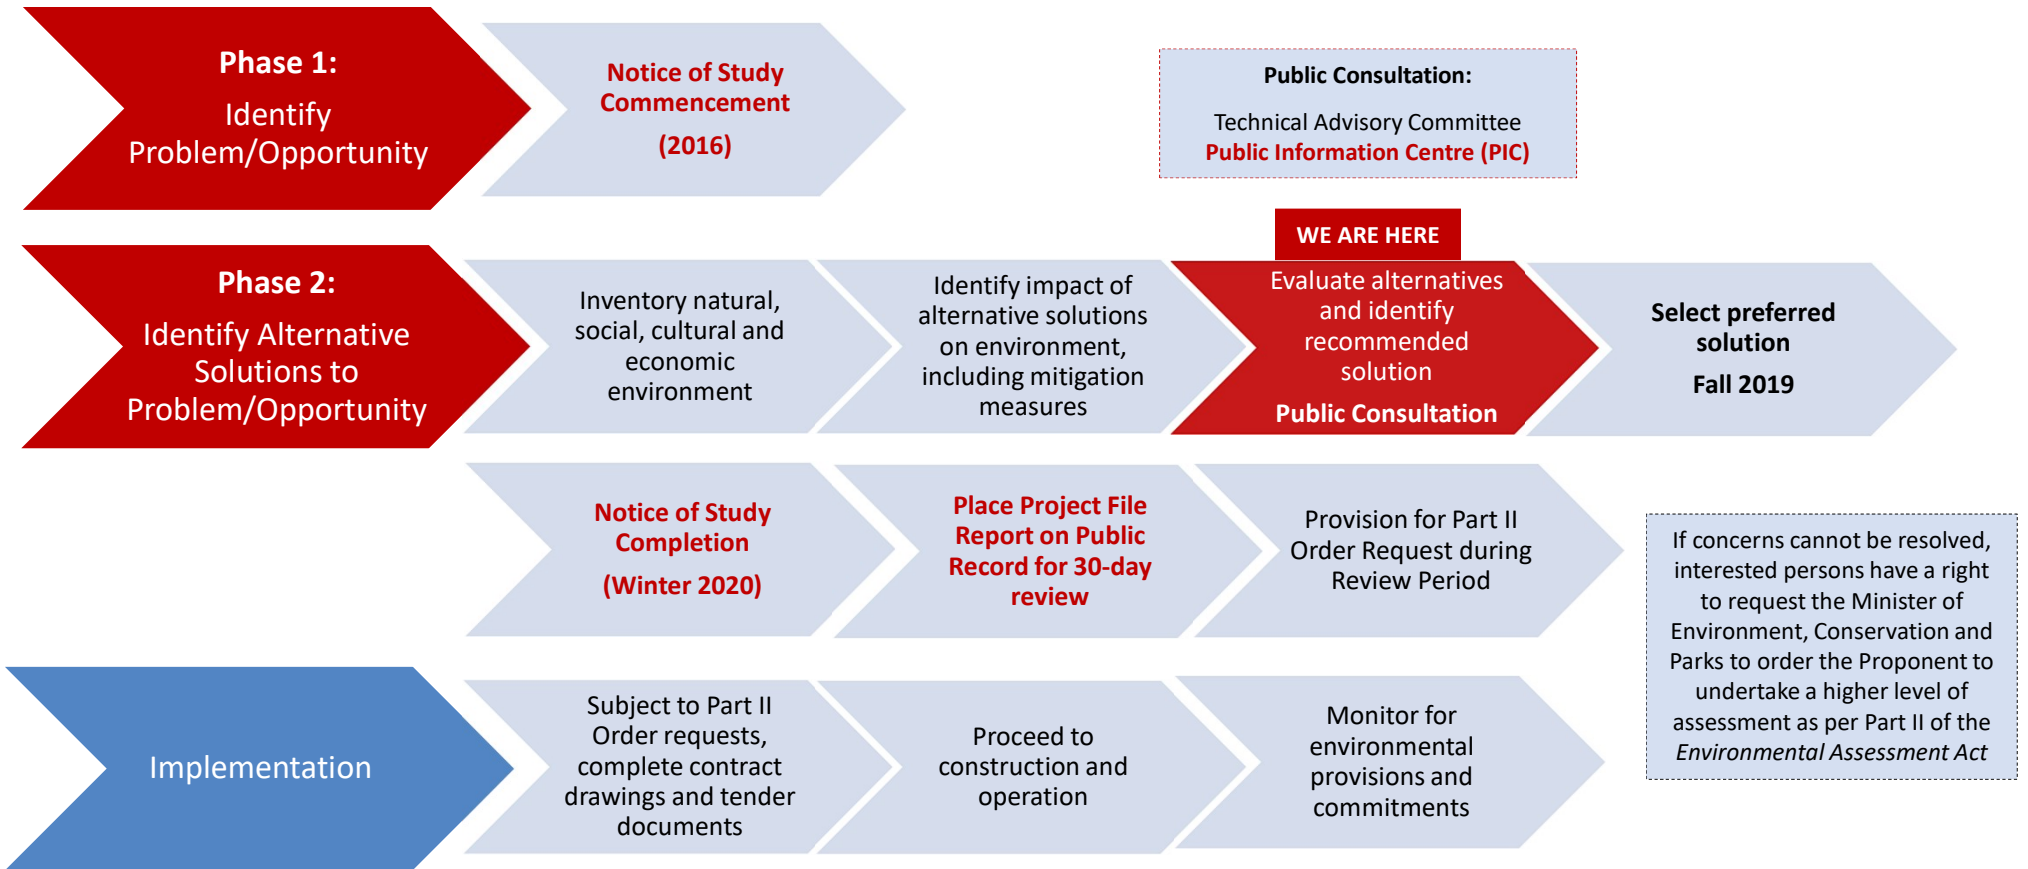 Phase 1:
Identify
Problem/Opportunity
Notice of Study
Commencement
(2016)
Public Consultation:
Technical Advisory Committee
Public Information Centre (PIC)
WE ARE HERE
Phase 2:
Identify Alternative
Solutions to
Problem/Opportunity
Inventory natural,
social, cultural and
economic
environment
Identify impact of
alternative solutions
on environment,
including mitigation
measures
Evaluate alternatives
and identify
recommended
solution
Public Consultation
Select preferred
solution
Fall 2019
Notice of Study
Completion
(Winter 2020)
Place Project File
Report on Public
Record for 30-day
review
Provision for Part II
Order Request during
Review Period
If concerns cannot be resolved,
interested persons have a right
to request the Minister of
Environment, Conservation and
Parks to order the Proponent to
undertake a higher level of
assessment as per Part II of the
Environmental Assessment Act
Implementation
Subject to Part II
Order requests,
complete contract
drawings and tender
documents
Proceed to
construction and
operation
Monitor for
environmental
provisions and
commitments